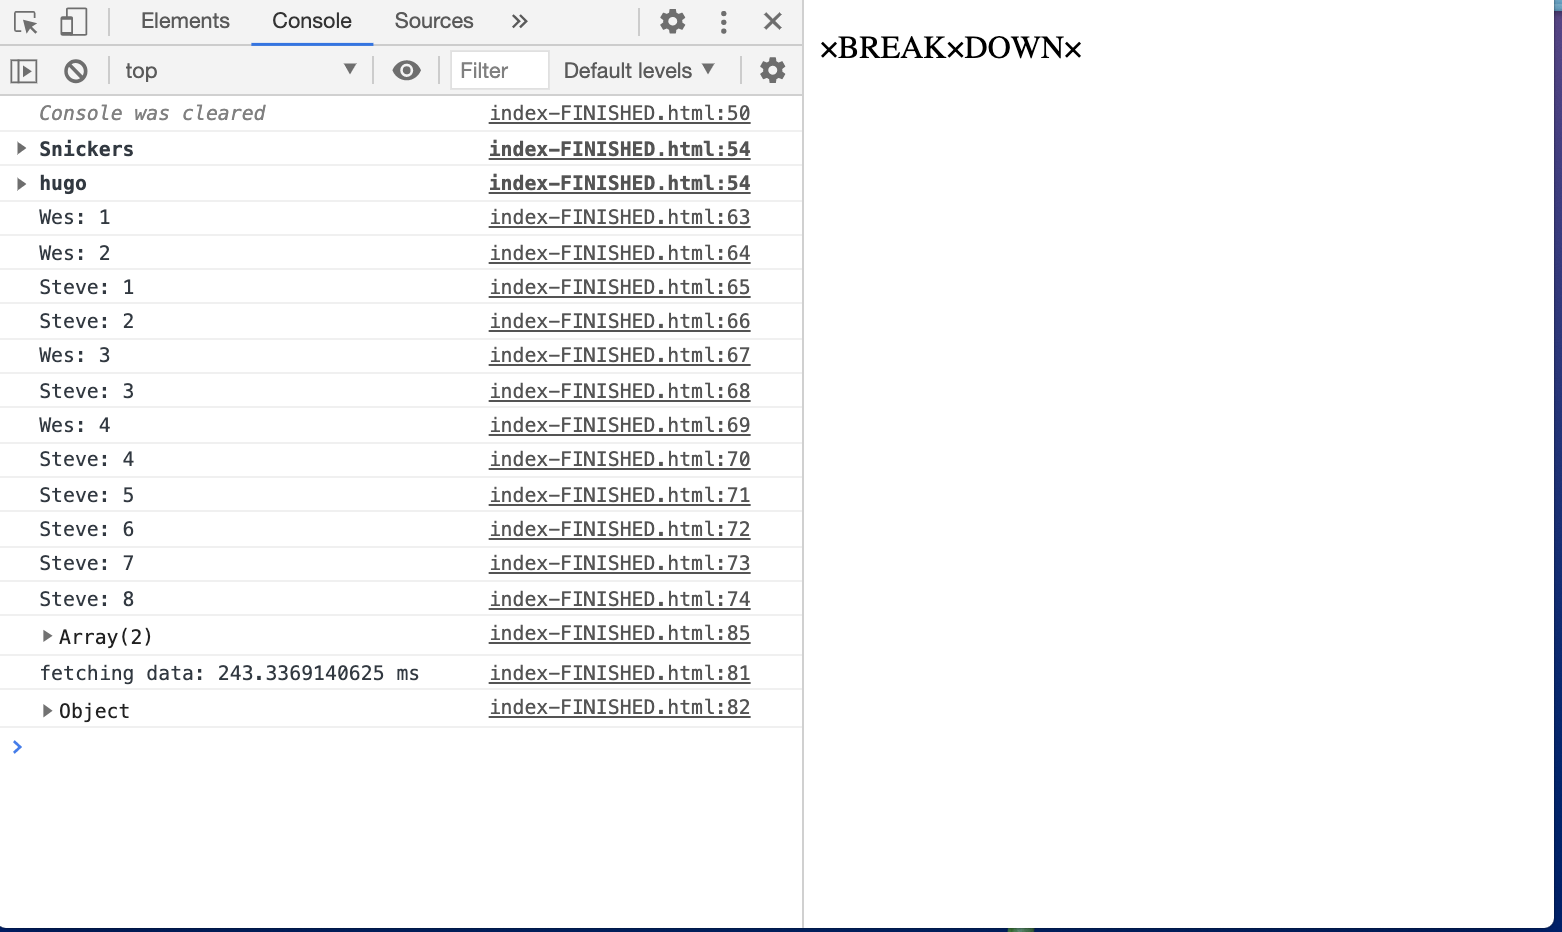 Elements Console Sources »
top ▼ Filter Default levels ▼
Console was cleared index-FINISHED.html:50
▶ Snickers index-FINISHED.html:54
▶ hugo index-FINISHED.html:54
Wes: 1 index-FINISHED.html:63
Wes: 2 index-FINISHED.html:64
Steve: 1 index-FINISHED.html:65
Steve: 2 index-FINISHED.html:66
Wes: 3 index-FINISHED.html:67
Steve: 3 index-FINISHED.html:68
Wes: 4 index-FINISHED.html:69
Steve: 4 index-FINISHED.html:70
Steve: 5 index-FINISHED.html:71
Steve: 6 index-FINISHED.html:72
Steve: 7 index-FINISHED.html:73
Steve: 8 index-FINISHED.html:74
▶ Array(2) index-FINISHED.html:85
fetching data: 243.3369140625 ms index-FINISHED.html:81
▶ Object index-FINISHED.html:82
>
×BREAK×DOWN×